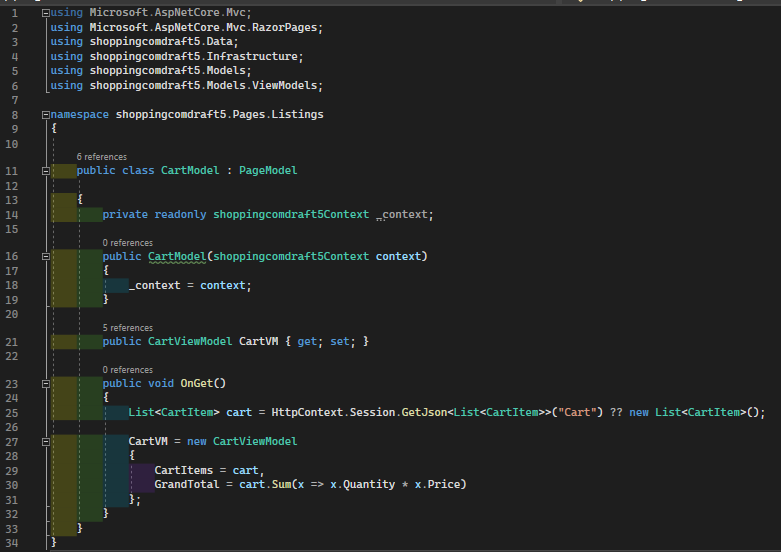 1 using Microsoft.AspNetCore.Mvc;
2 using Microsoft.AspNetCore.Mvc.RazorPages;
3 using shoppingcomdraft5.Data;
4 using shoppingcomdraft5.Infrastructure;
5 using shoppingcomdraft5.Models;
6 using shoppingcomdraft5.Models.ViewModels;
7
8 namespace shoppingcomdraft5.Pages.Listings
9 {
10
6 references
11 public class CartModel : PageModel
12
13 {
14 private readonly shoppingcomdraft5Context _context;
15
0 references
16 public CartModel(shoppingcomdraft5Context context)
17 {
18 _context = context;
19 }
20
5 references
21 public CartViewModel CartVM { get; set; }
22
0 references
23 public void OnGet()
24 {
25 List<CartItem> cart = HttpContext.Session.GetJson<List<CartItem>>("Cart") ?? new List<CartItem>();
26
27 CartVM = new CartViewModel
28 {
29 CartItems = cart,
30 GrandTotal = cart.Sum(x => x.Quantity * x.Price)
31 };
32 }
33 }
34 }